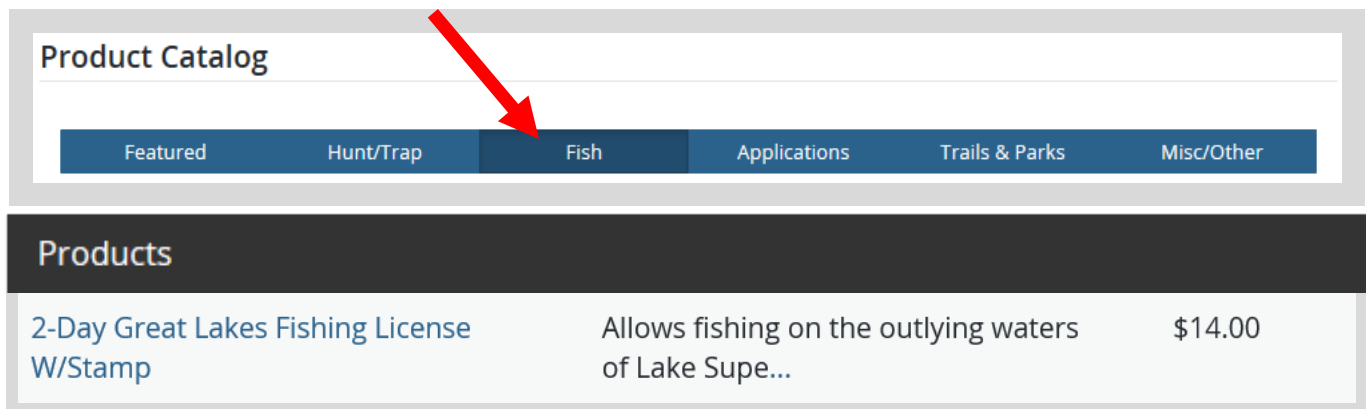 Product Catalog
Featured Hunt/Trap Fish Applications Trails & Parks Misc/Other
Products
2-Day Great Lakes Fishing License Allows fishing on the outlying waters $14.00
W/Stamp of Lake Supe...